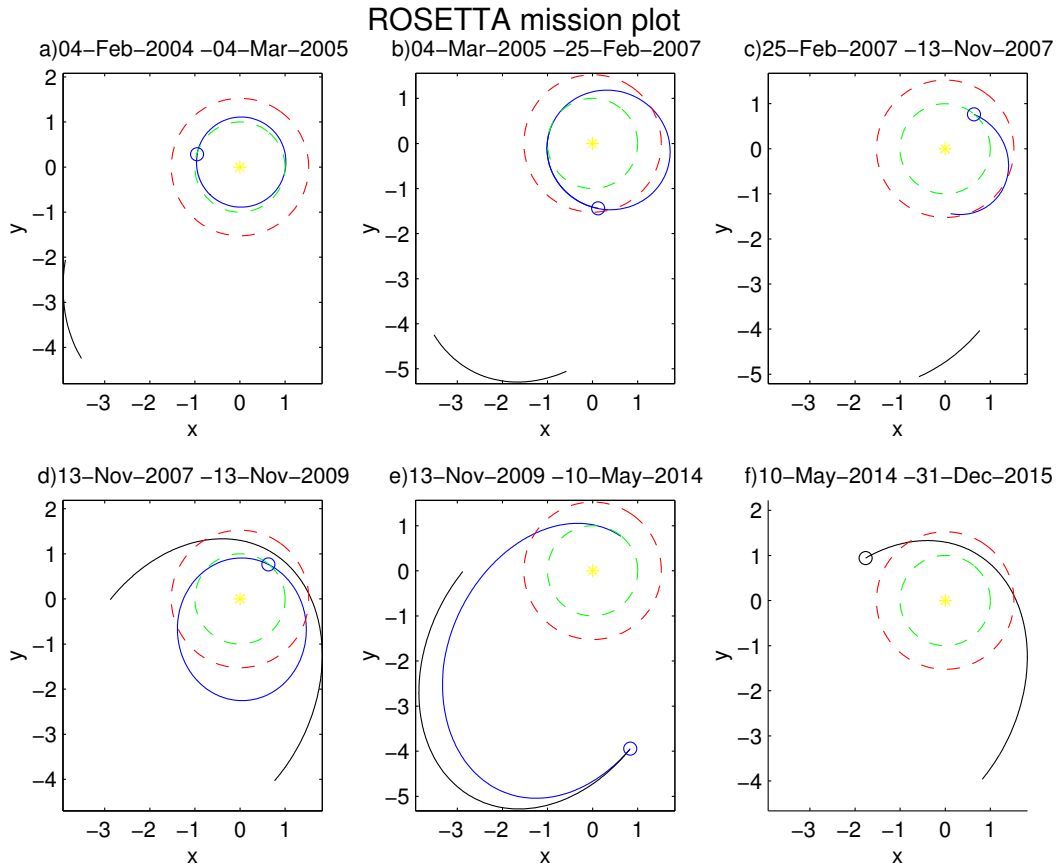 ROSETTA mission plot
a)04−Feb−2004 −04−Mar−2005
b)04−Mar−2005 −25−Feb−2007
c)25−Feb−2007 −13−Nov−2007
2
1
0
−1
−2
−3
−4
y
−3 −2 −1 0 1
x
1
0
−1
−2
−3
−4
−5
y
−3 −2 −1 0 1
x
1
0
−1
−2
−3
−4
−5
y
−3 −2 −1 0 1
x
d)13−Nov−2007 −13−Nov−2009
e)13−Nov−2009 −10−May−2014
f)10−May−2014 −31−Dec−2015
2
1
0
−1
−2
−3
−4
y
−3 −2 −1 0 1
x
1
0
−1
−2
−3
−4
−5
y
−3 −2 −1 0 1
x
2
1
0
−1
−2
−3
−4
y
−3 −2 −1 0 1
x